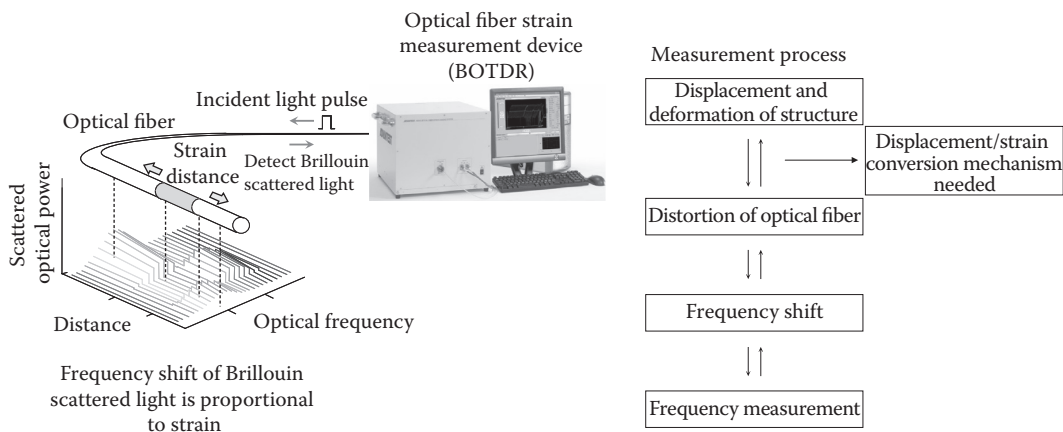 Optical fiber strain
measurement device
(BOTDR)
Incident light pulse
Optical fiber
Strain
distance
Detect Brillouin
scattered light
Scattered
optical power
Distance
Optical frequency
Frequency shift of Brillouin
scattered light is proportional
to strain
Measurement process
Displacement and
deformation of structure
Displacement/strain
conversion mechanism
needed
Distortion of optical fiber
Frequency shift
Frequency measurement